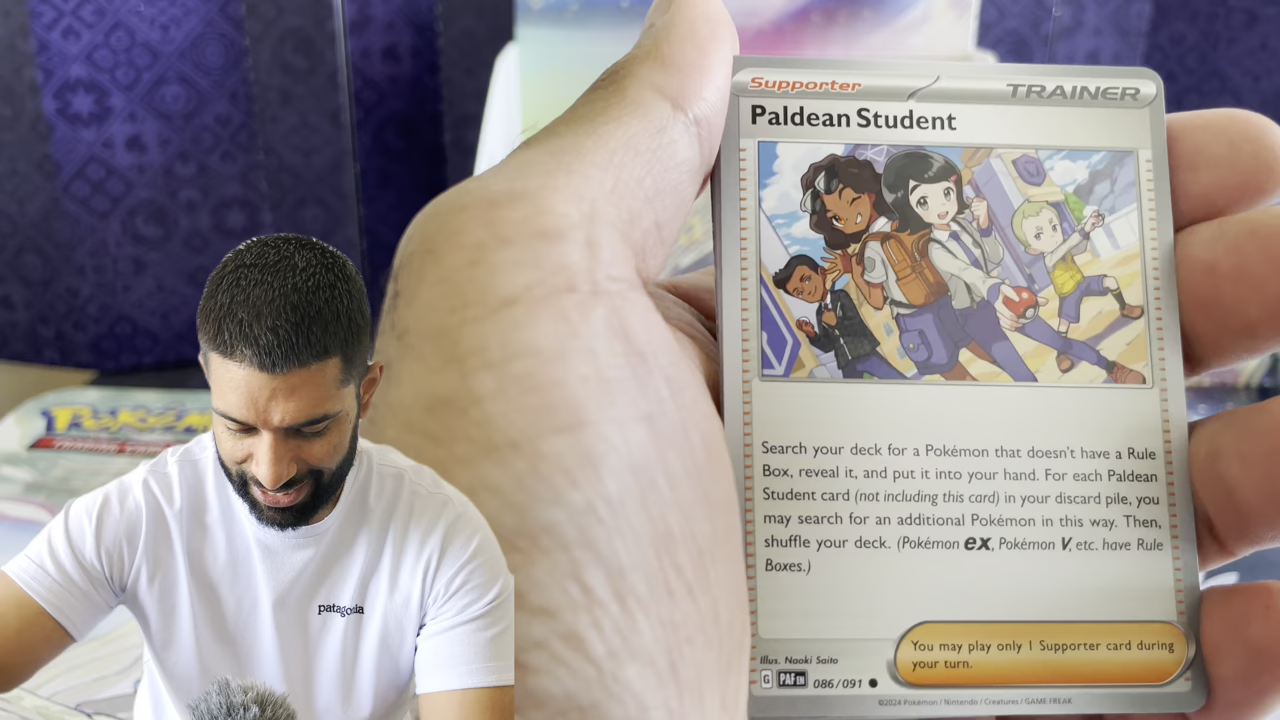 Supporter
TRAINER
Paldean Student
Search your deck for a Pokémon that doesn't have a Rule
Box, reveal it, and put it into your hand. For each Paldean
Student card (not including this card) in your discard pile, you
may search for an additional Pokémon in this way. Then,
shuffle your deck. (Pokémon ex, Pokémon V, etc. have Rule
Boxes.)
You may play only 1 Supporter card during
your turn.
Illus. Naoki Saito
G PAF EN 086/091
©2024 Pokémon / Nintendo / Creatures / GAME FREAK
patagonia